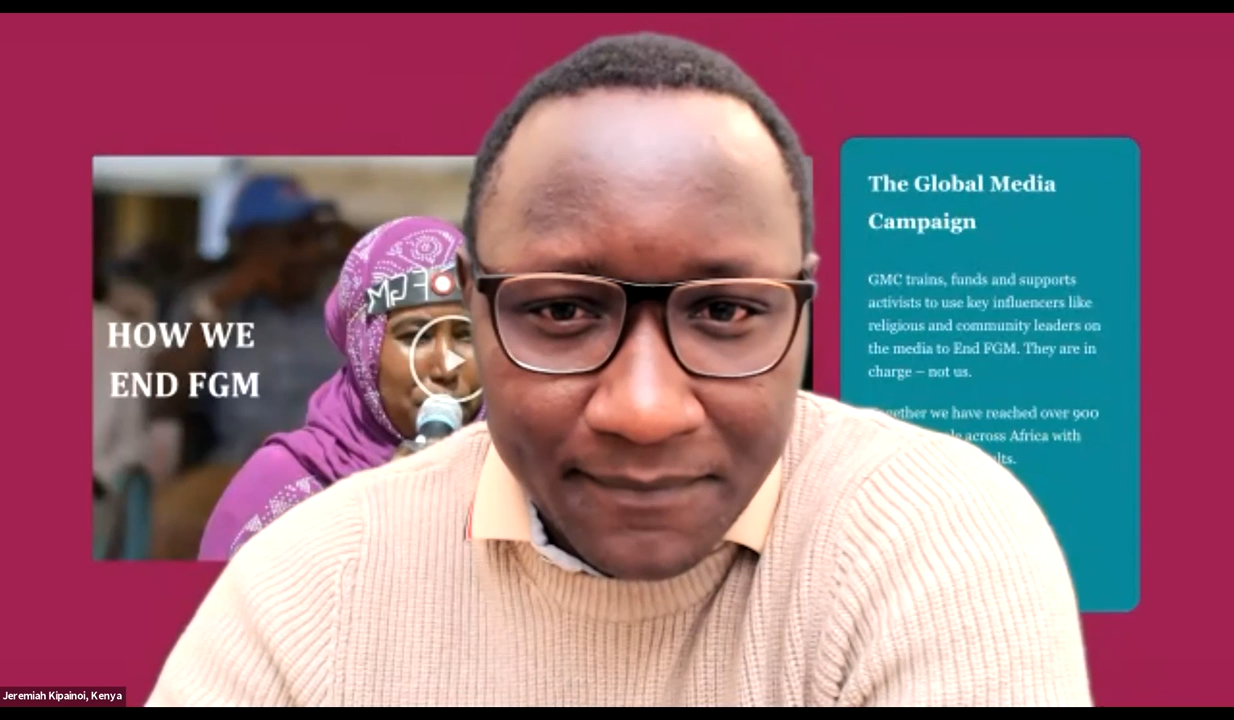 HOW WE
END FGM
The Global Media
Campaign
GMC trains, funds and supports
activists to use key influencers like
religious and community leaders on
the media to End FGM. They are in
charge – not us.
we have reached over 900
across Africa with
Jeremiah Kipainoi, Kenya